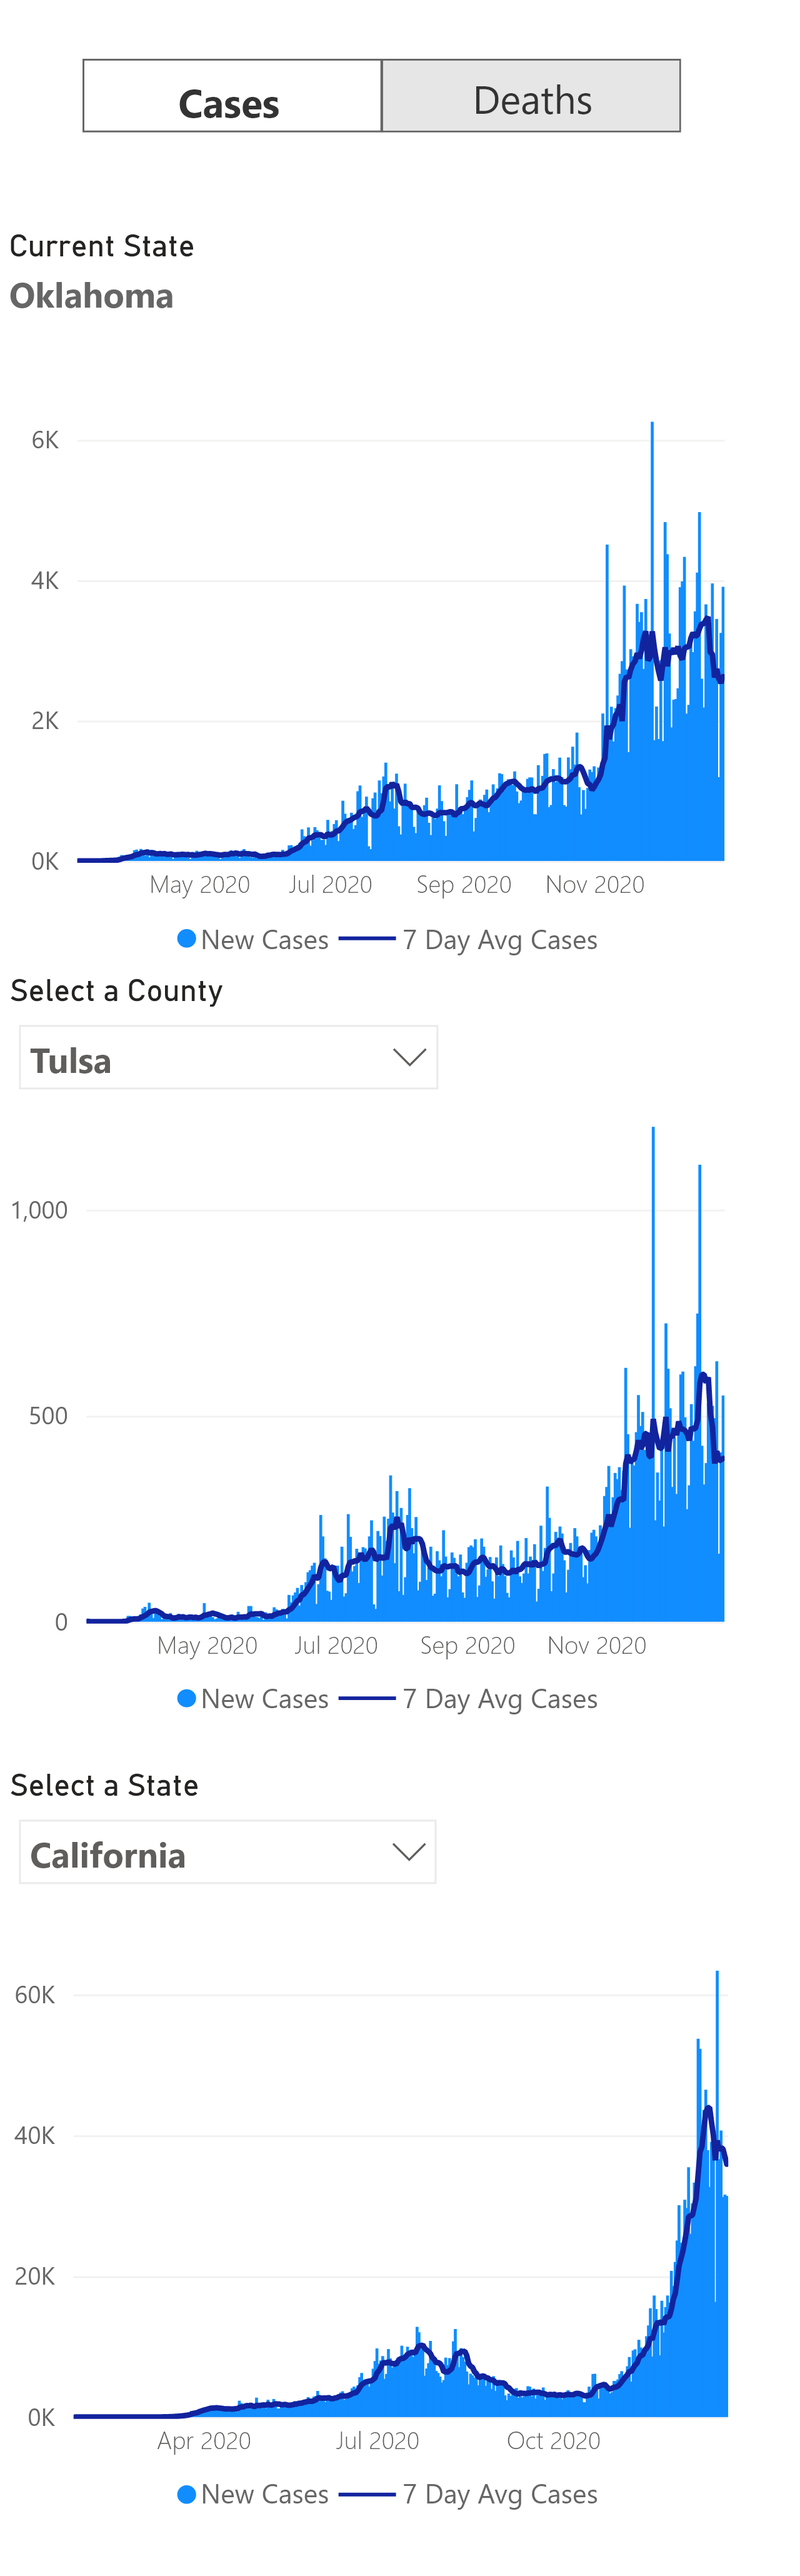 Cases Deaths
Current State
Oklahoma
6K
4K
2K
0K
May 2020 Jul 2020 Sep 2020 Nov 2020
New Cases 7 Day Avg Cases
Select a County
Tulsa
1,000
500
0
May 2020 Jul 2020 Sep 2020 Nov 2020
New Cases 7 Day Avg Cases
Select a State
California
60K
40K
20K
0K
Apr 2020 Jul 2020 Oct 2020
New Cases 7 Day Avg Cases